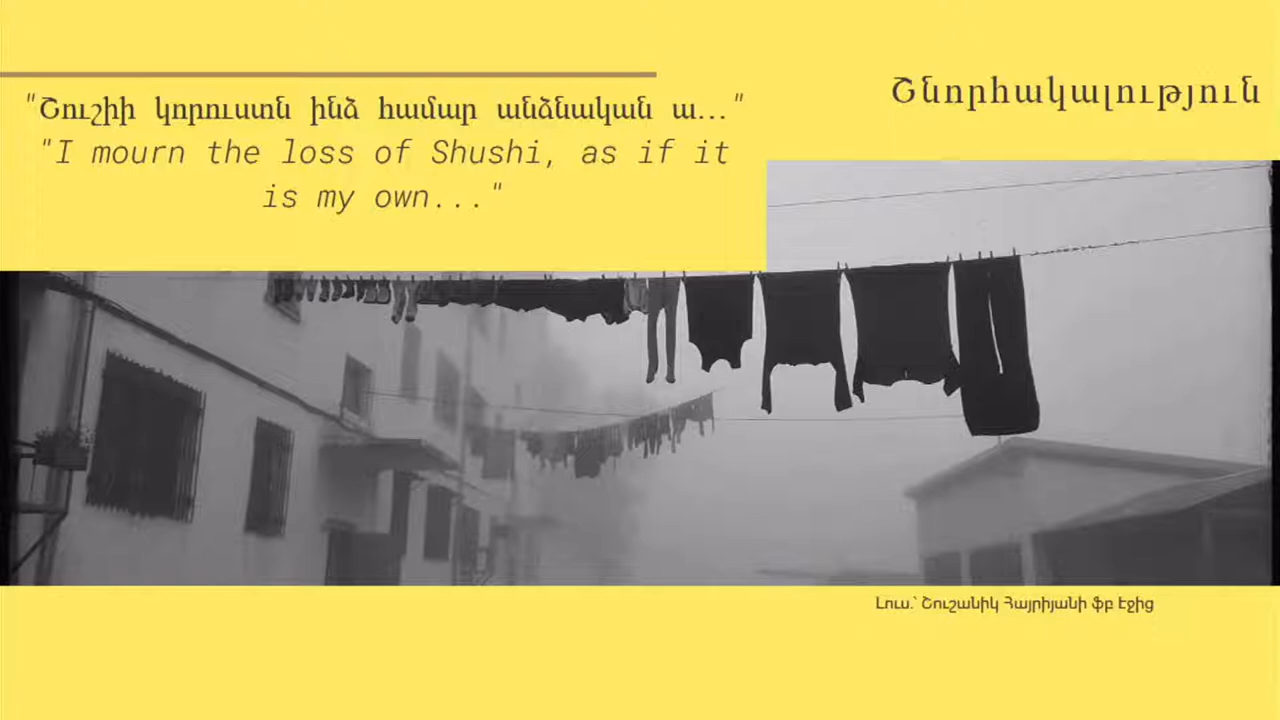 "Շուշիի կորուստն ինձ համար անձնական ա..."
"I mourn the loss of Shushi, as if it
is my own..."
Շնորհակալություն
Լուս.՝ Շուշանիկ Հայրիյանի ֆբ էջից